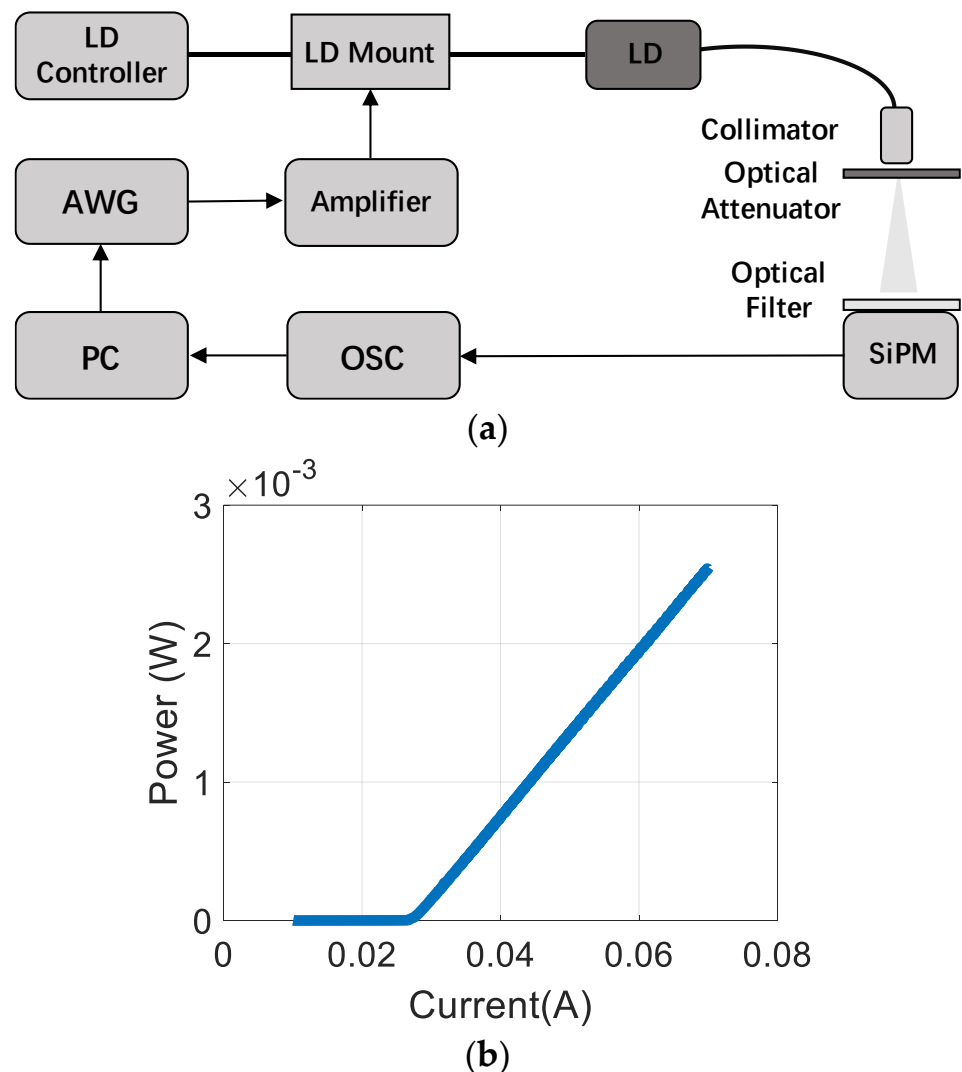 LD
Controller
LD Mount
LD
Collimator
Optical
Attenuator
AWG
Amplifier
Optical
Filter
PC
OSC
SiPM
(a)
×10-3
3
2
1
0
Power (W)
0
0.02
0.04
0.06
0.08
Current(A)
(b)